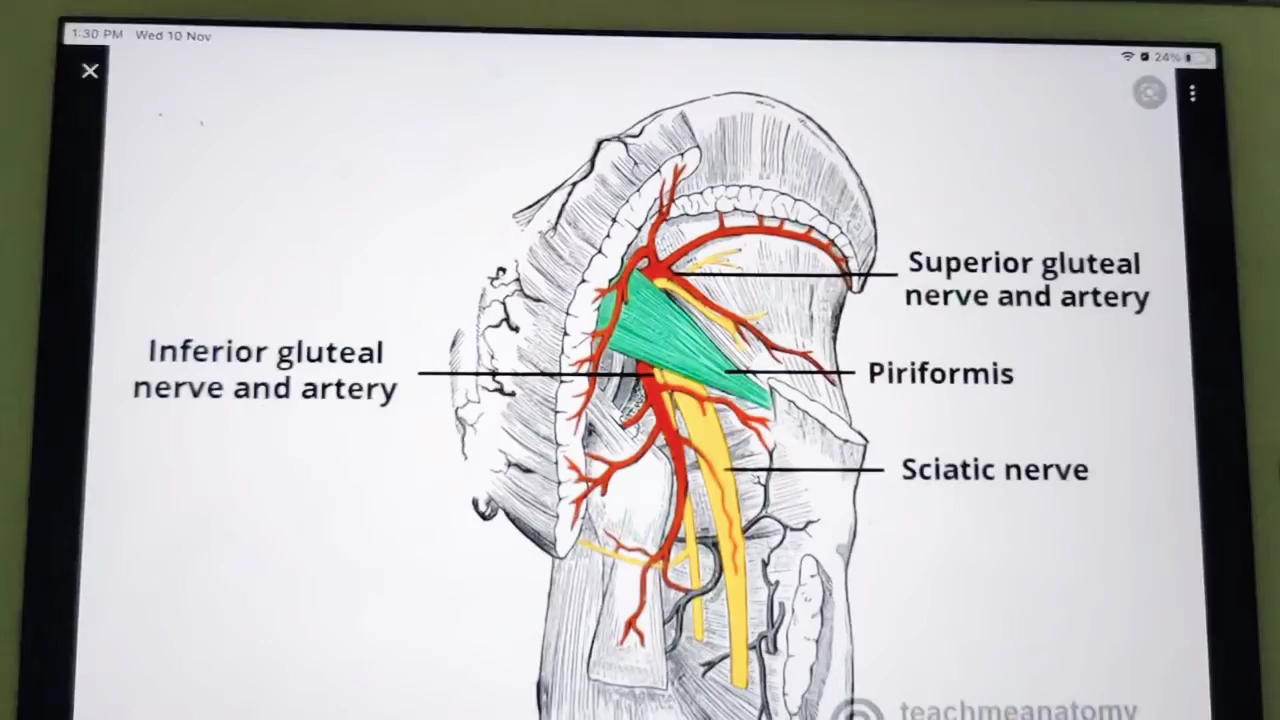 1:30 PM Wed 10 Nov
24%
Superior gluteal
nerve and artery
Inferior gluteal
nerve and artery
Piriformis
Sciatic nerve
teachmeanatomy